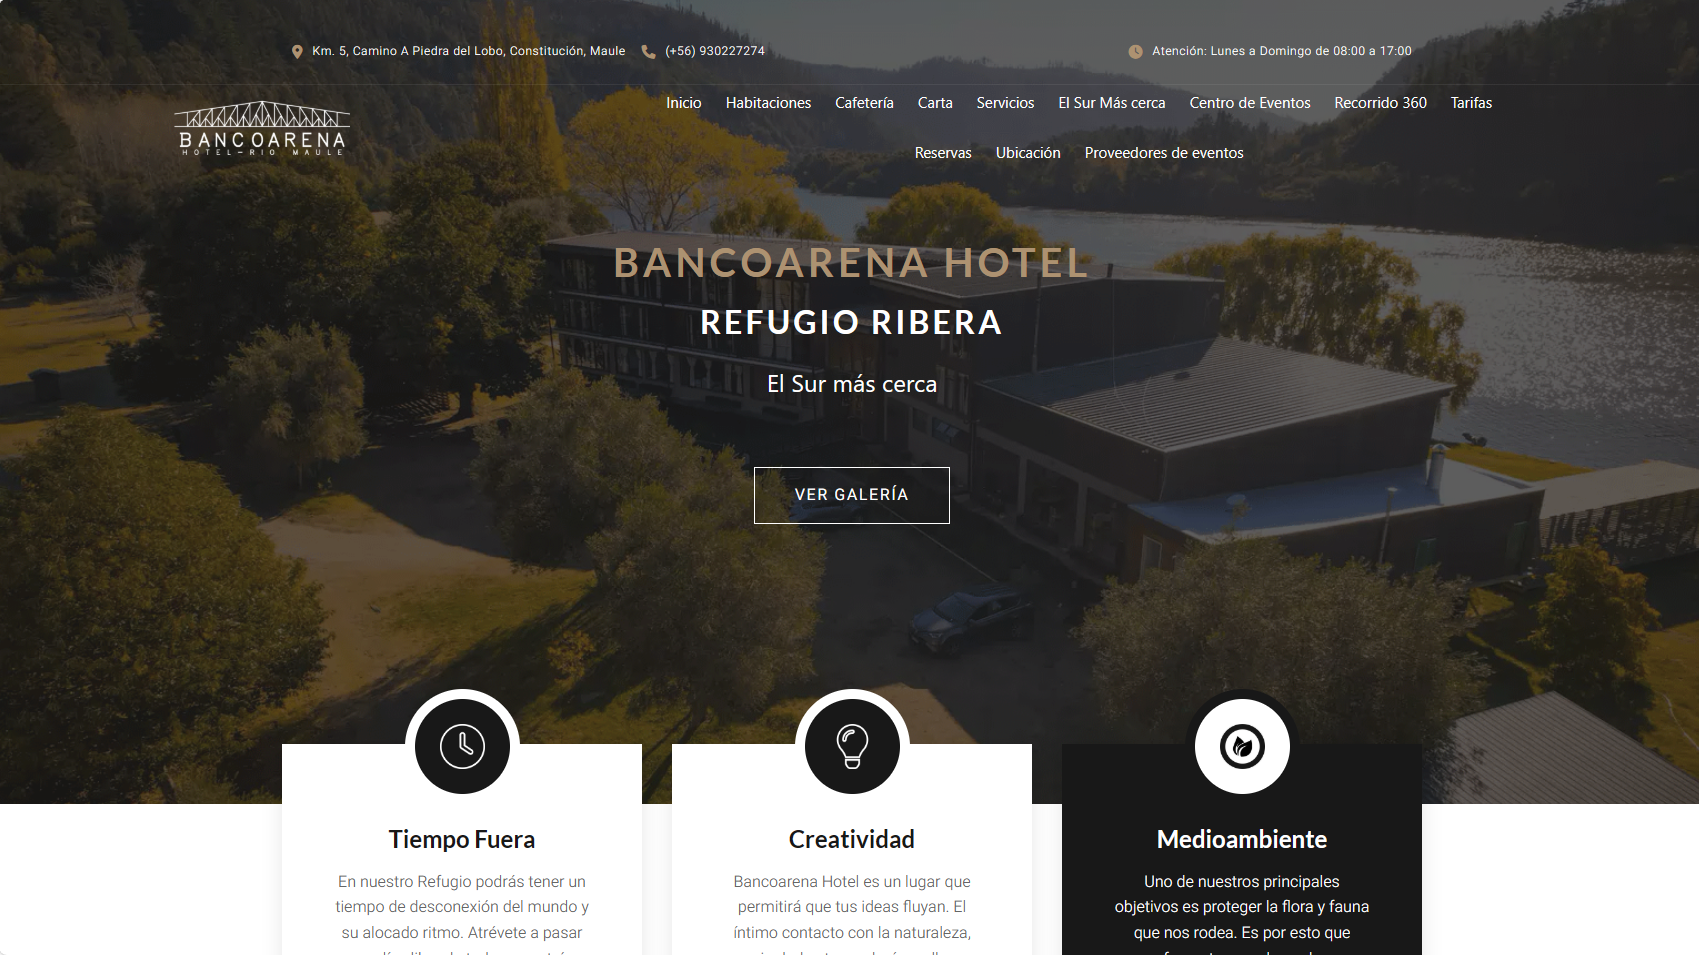 Km. 5, Camino A Piedra del Lobo, Constitución, Maule
(+56) 930227274
Atención: Lunes a Domingo de 08:00 a 17:00
BANCOARENA
HOTEL-RIO MAULE
Inicio Habitaciones Cafetería Carta Servicios El Sur Más cerca Centro de Eventos Recorrido 360 Tarifas
Reservas Ubicación Proveedores de eventos
BANCOARENA HOTEL
REFUGIO RIBERA
El Sur más cerca
VER GALERÍA
Tiempo Fuera
En nuestro Refugio podrás tener un
tiempo de desconexión del mundo y
su alocado ritmo. Atrévete a pasar
Creatividad
Bancoarena Hotel es un lugar que
permitirá que tus ideas fluyan. El
íntimo contacto con la naturaleza,
Medioambiente
Uno de nuestros principales
objetivos es proteger la flora y fauna
que nos rodea. Es por esto que